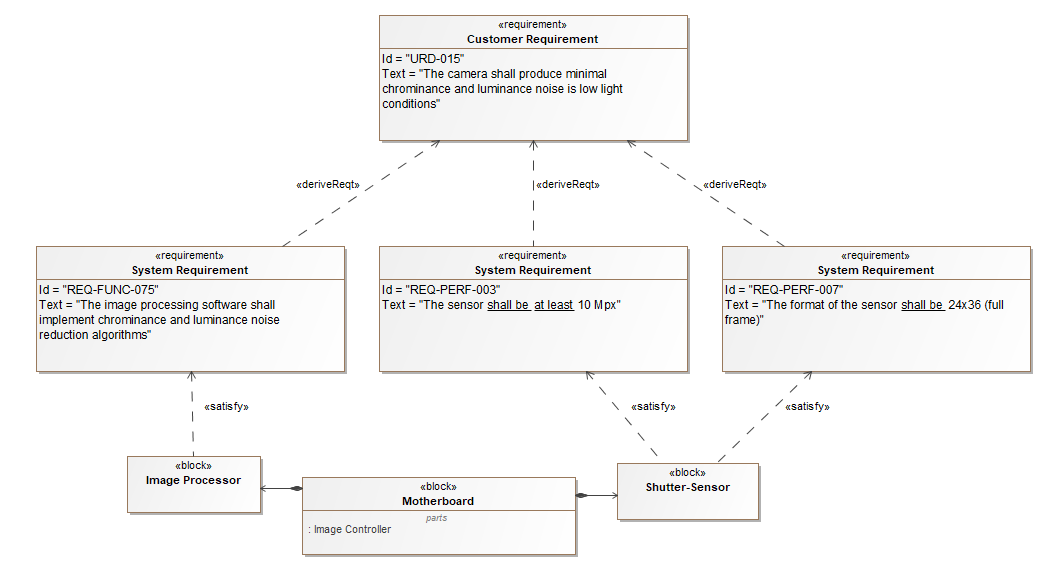 «requirement»
Customer Requirement
Id = "URD-015"
Text = "The camera shall produce minimal
chrominance and luminance noise is low light
conditions"
«deriveReqt»
«deriveReqt»
«deriveReqt»
«requirement»
System Requirement
Id = "REQ-FUNC-075"
Text = "The image processing software shall
implement chrominance and luminance noise
reduction algorithms"
«requirement»
System Requirement
Id = "REQ-PERF-003"
Text = "The sensor shall be at least 10 Mpx"
«requirement»
System Requirement
Id = "REQ-PERF-007"
Text = "The format of the sensor shall be 24x36 (full
frame)"
«satisfy»
«satisfy»
«satisfy»
«block»
Image Processor
«block»
Motherboard
parts
: Image Controller
«block»
Shutter-Sensor